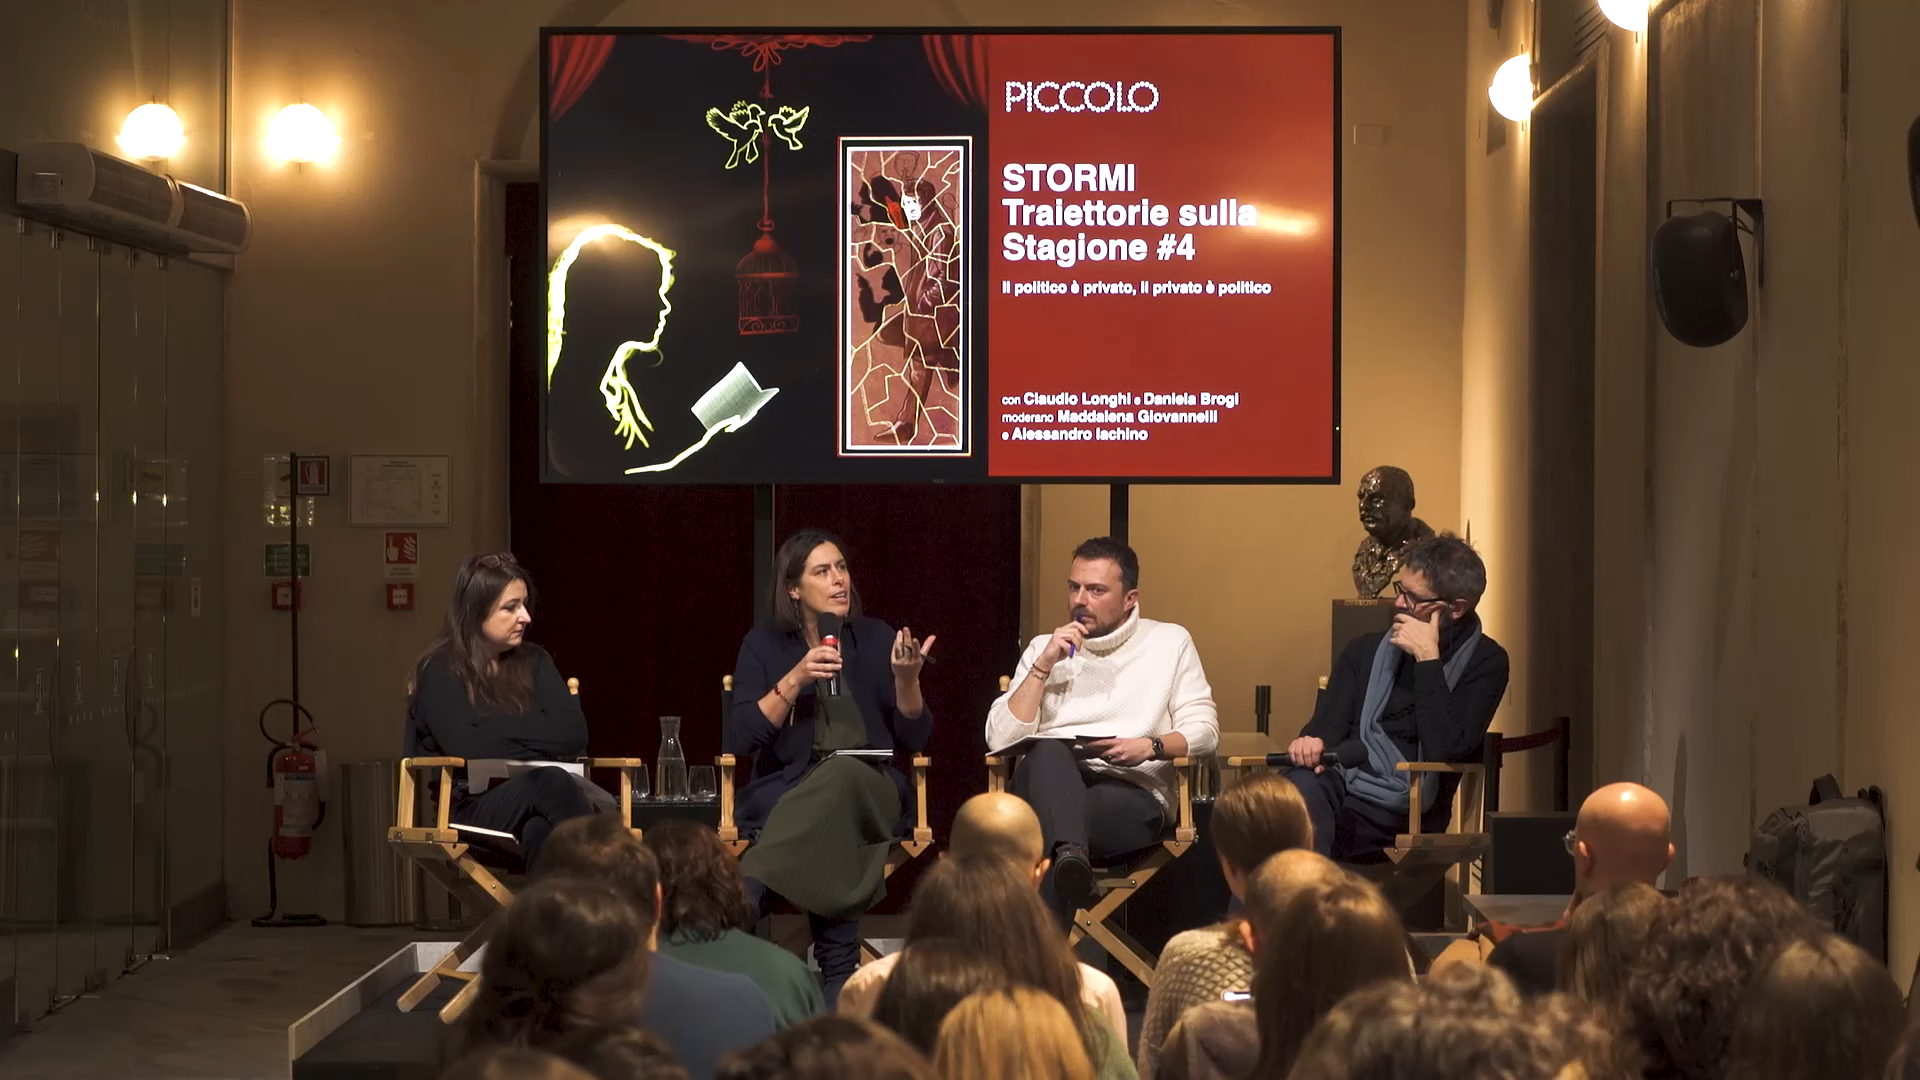 PICCOLO
STORMI
Traiettorie sulla
Stagione #4
Il politico è privato, il privato è politico
con Claudio Longhi e Daniela Brogi
moderano Maddalena Giovannelli
e Alessandro Iachino